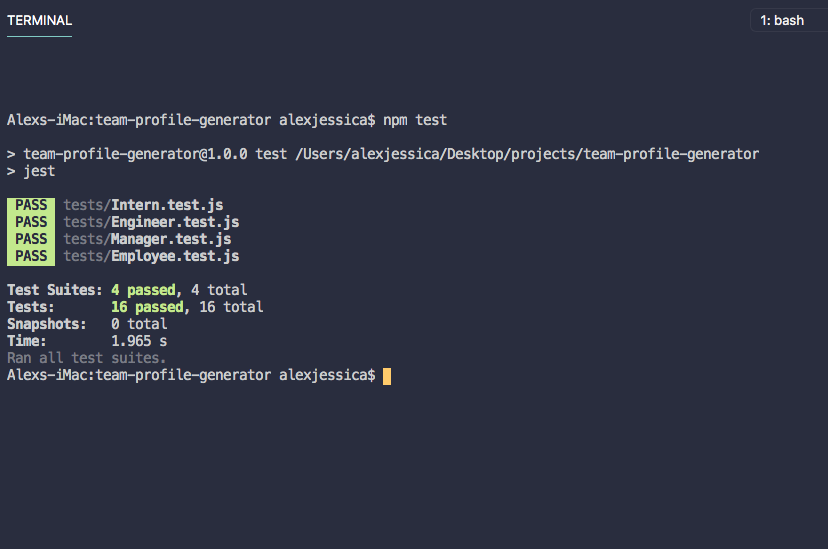 TERMINAL
1: bash
Alexs-iMac:team-profile-generator alexjessica$ npm test
> team-profile-generator@1.0.0 test /Users/alexjessica/Desktop/projects/team-profile-generator
> jest
PASS tests/Intern.test.js
PASS tests/Engineer.test.js
PASS tests/Manager.test.js
PASS tests/Employee.test.js
Test Suites: 4 passed, 4 total
Tests: 16 passed, 16 total
Snapshots: 0 total
Time: 1.965 s
Ran all test suites.
Alexs-iMac:team-profile-generator alexjessica$